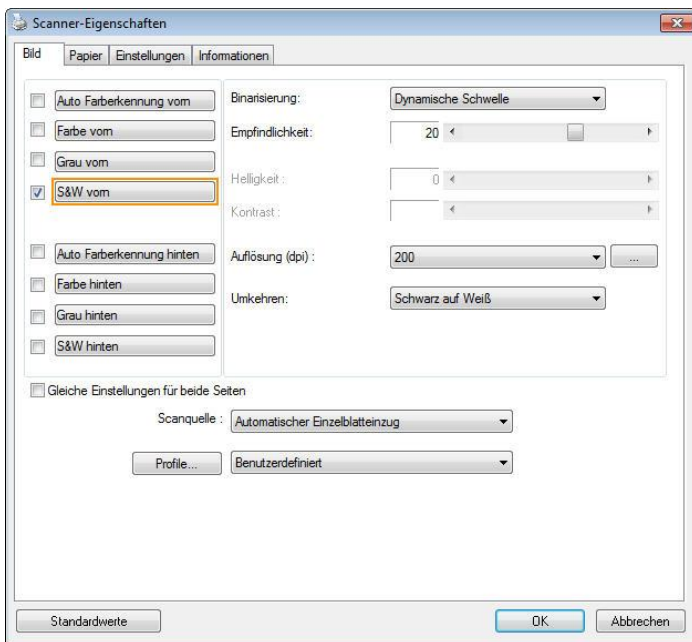 Scanner-Eigenschaften
Bild Papier Einstellungen Informationen
Auto Farberkennung vorn
Farbe vorn
Grau vorn
S&W vorn
Auto Farberkennung hinten
Farbe hinten
Grau hinten
S&W hinten
Binarisierung: Dynamische Schwelle
Empfindlichkeit: 20
Helligkeit : 0
Kontrast :
Auflösung (dpi) : 200 ...
Umkehren: Schwarz auf Weiß
Gleiche Einstellungen für beide Seiten
Scanquelle : Automatischer Einzelblatteinzug
Profile... Benutzerdefiniert
Standardwerte OK Abbrechen